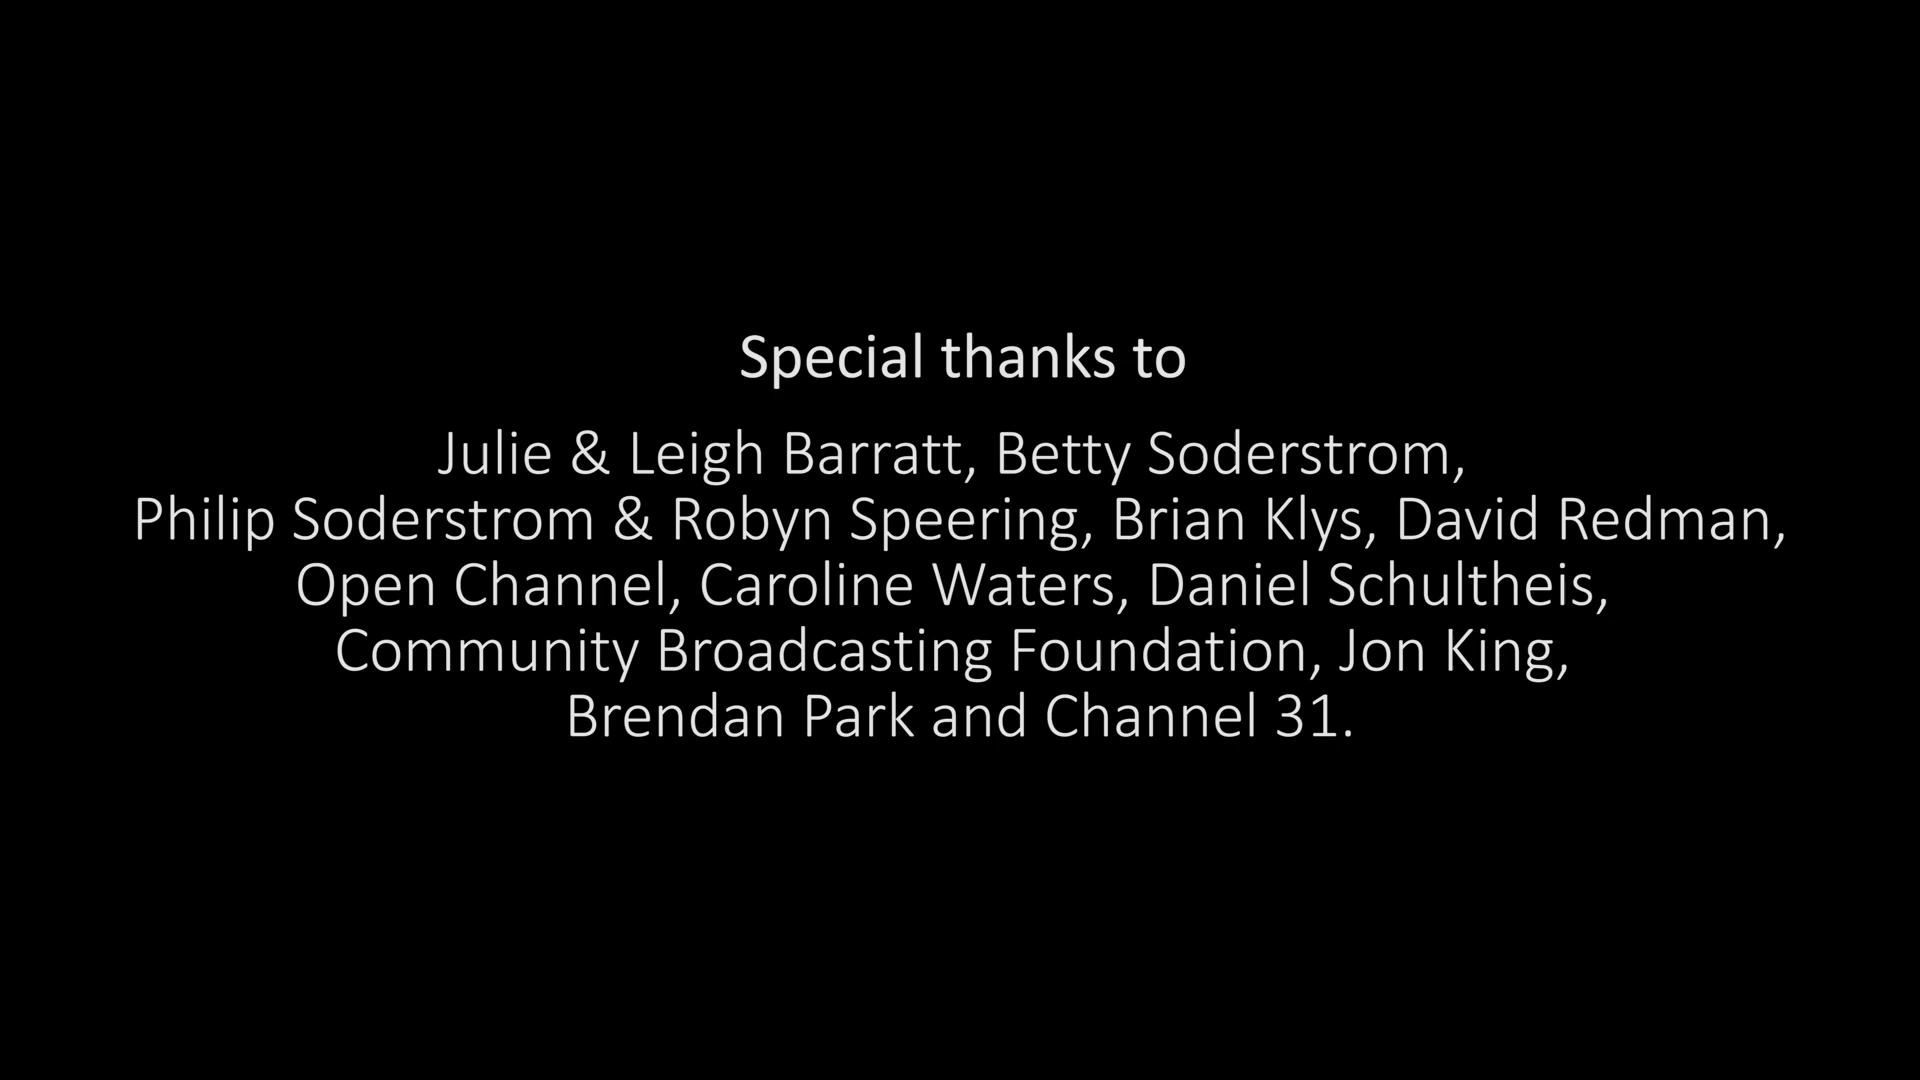 Special thanks to
Julie & Leigh Barratt, Betty Soderstrom,
Philip Soderstrom & Robyn Speering, Brian Klys, David Redman,
Open Channel, Caroline Waters, Daniel Schultheis,
Community Broadcasting Foundation, Jon King,
Brendan Park and Channel 31.